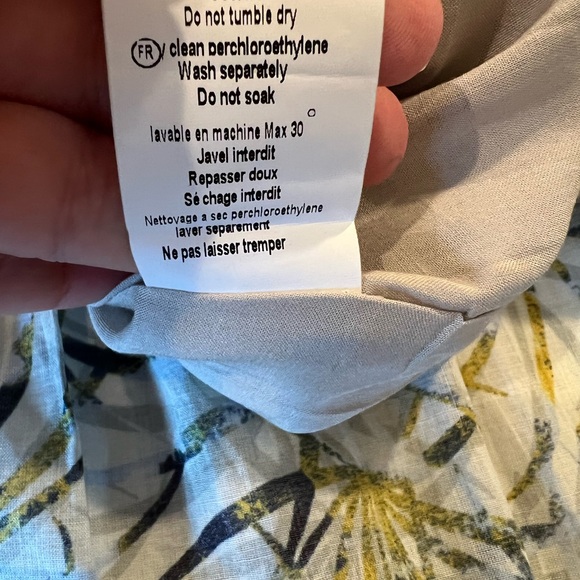 Do not tumble dry
FR y clean perchloroethylene
Wash separately
Do not soak
lavable en machine Max 30°
Javel interdit
Repasser doux
Sé chage interdit
Nettovage a sec perchloroethylene
laver separement
Ne pas laisser tremper